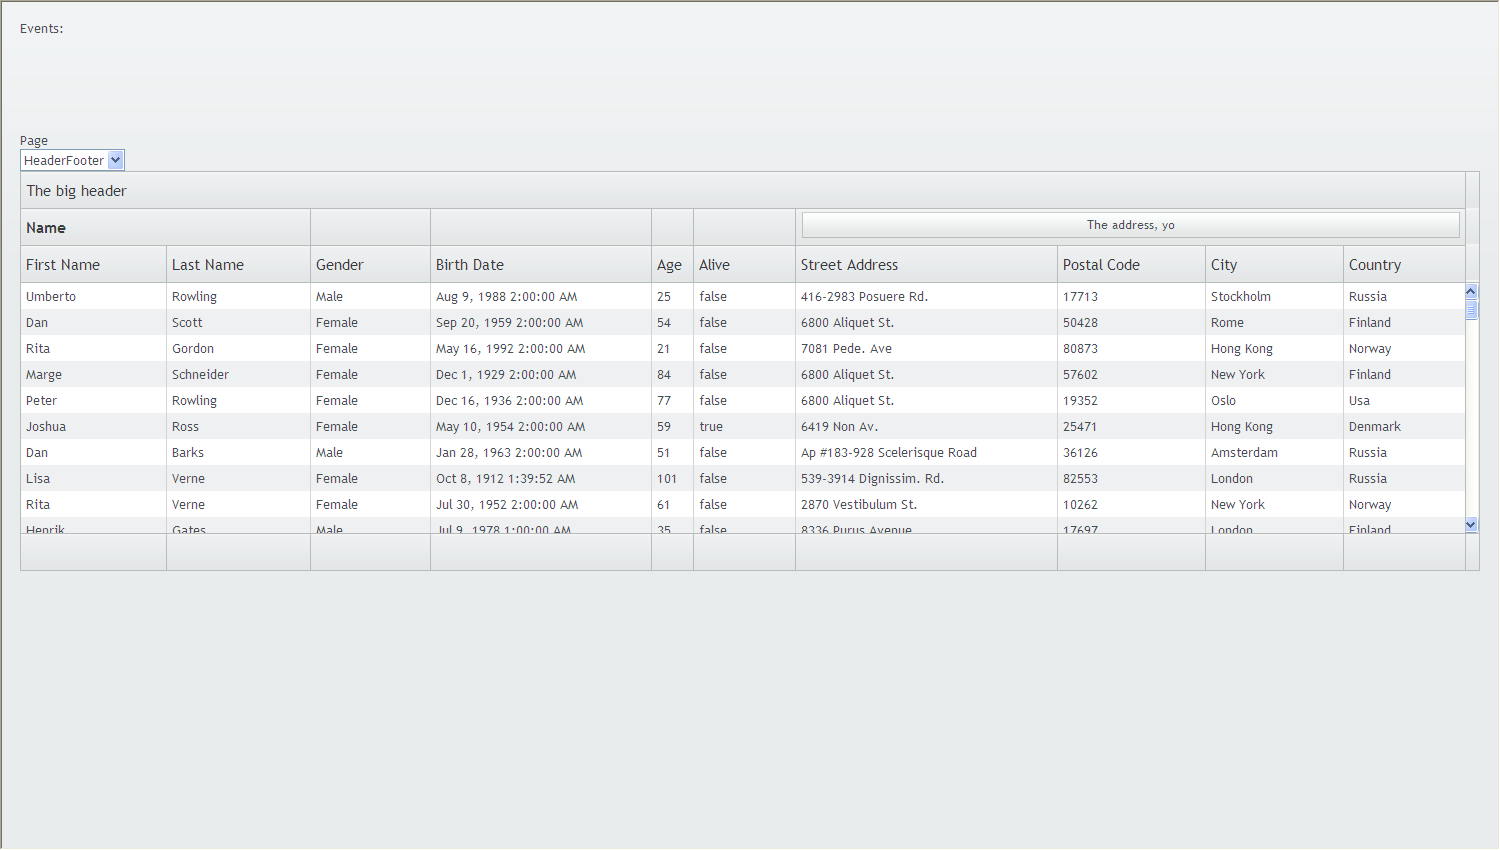 Events:
Page
HeaderFooter
The big header
Name The address, yo
First Name Last Name Gender Birth Date Age Alive Street Address Postal Code City Country
Umberto Rowling Male Aug 9, 1988 2:00:00 AM 25 false 416-2983 Posuere Rd. 17713 Stockholm Russia
Dan Scott Female Sep 20, 1959 2:00:00 AM 54 false 6800 Aliquet St. 50428 Rome Finland
Rita Gordon Female May 16, 1992 2:00:00 AM 21 false 7081 Pede. Ave 80873 Hong Kong Norway
Marge Schneider Female Dec 1, 1929 2:00:00 AM 84 false 6800 Aliquet St. 57602 New York Finland
Peter Rowling Female Dec 16, 1936 2:00:00 AM 77 false 6800 Aliquet St. 19352 Oslo Usa
Joshua Ross Female May 10, 1954 2:00:00 AM 59 true 6419 Non Av. 25471 Hong Kong Denmark
Dan Barks Male Jan 28, 1963 2:00:00 AM 51 false Ap #183-928 Scelerisque Road 36126 Amsterdam Russia
Lisa Verne Female Oct 8, 1912 1:39:52 AM 101 false 539-3914 Dignissim. Rd. 82553 London Russia
Rita Verne Female Jul 30, 1952 2:00:00 AM 61 false 2870 Vestibulum St. 10262 New York Norway
Henrik Gates Male Jul 9, 1978 1:00:00 AM 35 false 8336 Purus Avenue 17697 London Finland